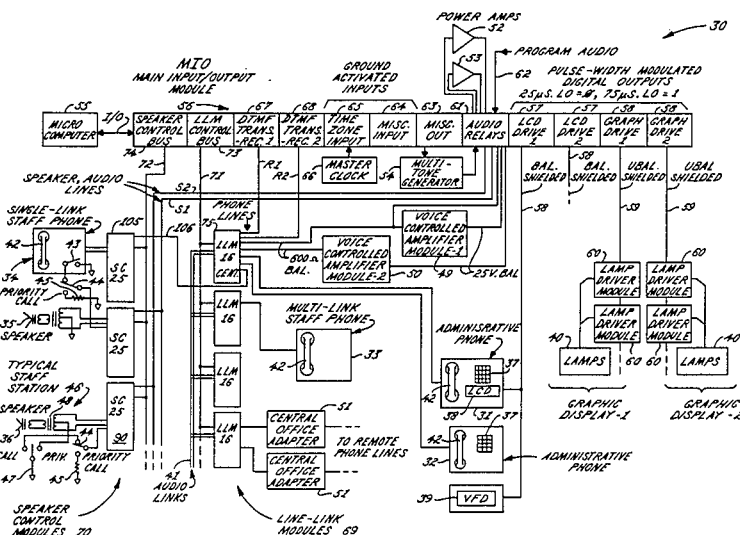 POWER AMPS
52
53
30
MIO
MAIN INPUT/OUTPUT
MODULE
GROUND
ACTIVATED
INPUTS
PROGRAM AUDIO
62
PULSE-WIDTH MODULATED
DIGITAL OUTPUTS
25µS. LO = 0, 75µS. LO = 1
55
I/O
56
67
68
65
64
63
61
57
57
58
58
MICRO
COMPUTER
SPEAKER
CONTROL
BUS
LLM
CONTROL
BUS
DTMF
TRANS.
-REC. 1
DTMF
TRANS.
-REC. 2
TIME
ZONE
INPUT
MISC.
INPUT
MISC.
OUT
AUDIO
RELAYS
LCD
DRIVE
1
LCD
DRIVE
2
GRAPH
DRIVE
1
GRAPH
DRIVE
2
74
72
73
71
R1
R2
66
MASTER
CLOCK
54
MULTI-
TONE
GENERATOR
SPEAKER, AUDIO
LINES
S2
S1
PHONE
LINES
BAL.
SHIELDED
58
BAL.
SHIELDED
58
UBAL
SHIELDED
59
UBAL
SHIELDED
59
SINGLE-LINK
STAFF PHONE
105
106
75
42
43
34
45
44
PRIORITY
CALL
35
SPEAKER
SC
25
SC
25
SC
25
90
LLM
16
CENT.
LLM
16
LLM
16
LLM
16
600Ω
BAL.
VOICE
CONTROLLED
AMPLIFIER
MODULE-2
50
VOICE
CONTROLLED
AMPLIFIER
MODULE-1
49
25V. BAL
MULTI-LINK
STAFF PHONE
42
33
TYPICAL
STAFF
STATION
46
SPEAKER
48
36
44
CALL
PRIV.
PRIORITY
CALL
47
45
41
AUDIO
LINKS
CENTRAL
OFFICE
ADAPTER
51
CENTRAL
OFFICE
ADAPTER
51
TO REMOTE
PHONE LINES
ADMINISRATIVE
PHONE
37
42
LCD
38
31
42
37
32
ADMINISTRATIVE
PHONE
39
VFD
60
60
LAMP
DRIVER
MODULE
LAMP
DRIVER
MODULE
LAMP
DRIVER
MODULE
LAMP
DRIVER
MODULE
40
60
60
40
LAMPS
LAMPS
GRAPHIC
DISPLAY-1
GRAPHIC
SPEAKER
CONTROL
MODULES 70
LINE-LINK
MODULES 69